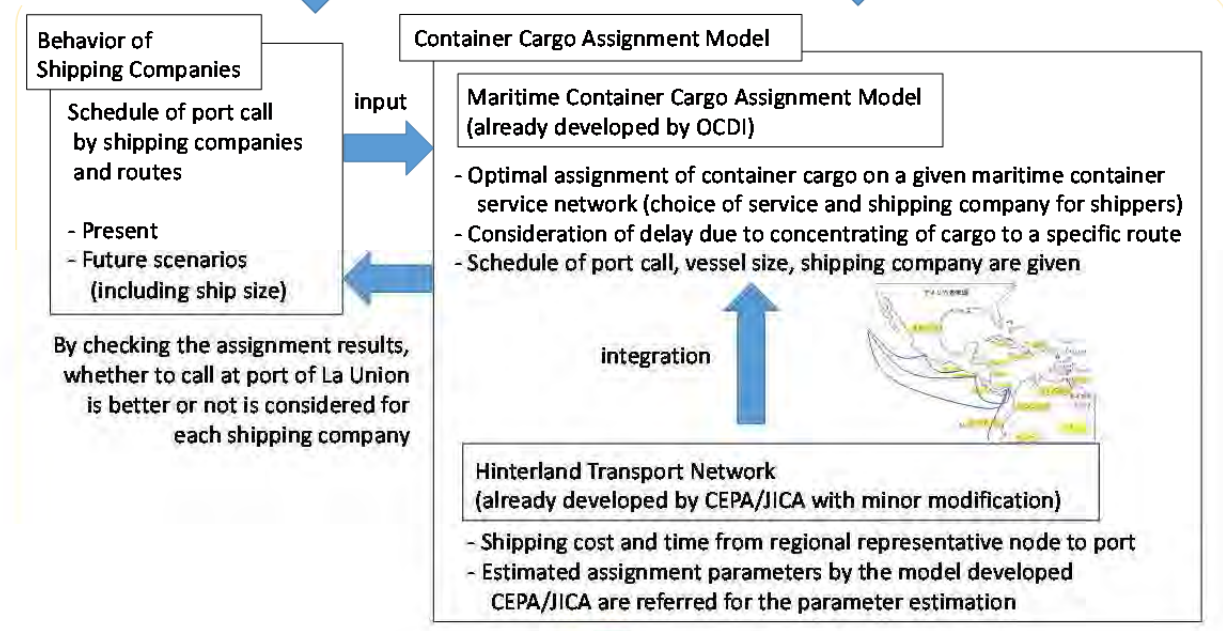 Behavior of
Shipping Companies
Schedule of port call
by shipping companies
and routes
- Present
- Future scenarios
(including ship size)
input
By checking the assignment results,
whether to call at port of La Union
is better or not is considered for
each shipping company
Container Cargo Assignment Model
Maritime Container Cargo Assignment Model
(already developed by OCDI)
- Optimal assignment of container cargo on a given maritime container
service network (choice of service and shipping company for shippers)
- Consideration of delay due to concentrating of cargo to a specific route
- Schedule of port call, vessel size, shipping company are given
integration
Hinterland Transport Network
(already developed by CEPA/JICA with minor modification)
- Shipping cost and time from regional representative node to port
- Estimated assignment parameters by the model developed
CEPA/JICA are referred for the parameter estimation